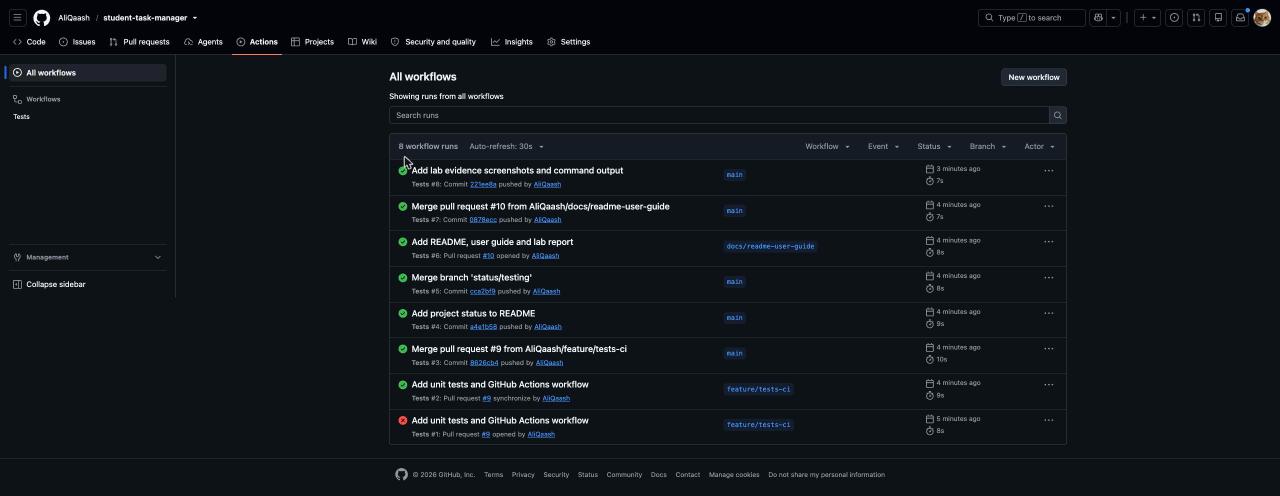 AliQaash / student-task-manager
Type / to search
Code Issues Pull requests Agents Actions Projects Wiki Security and quality Insights Settings
All workflows
Workflows
Tests
Management
Collapse sidebar
All workflows
New workflow
Showing runs from all workflows
Search runs
8 workflow runs Auto-refresh: 30s Workflow Event Status Branch Actor
Add lab evidence screenshots and command output main 3 minutes ago
Tests #8: Commit 221ee8a pushed by AliQaash 7s
Merge pull request #10 from AliQaash/docs/readme-user-guide main 4 minutes ago
Tests #7: Commit 0878ecc pushed by AliQaash 7s
Add README, user guide and lab report docs/readme-user-guide 4 minutes ago
Tests #6: Pull request #10 opened by AliQaash 8s
Merge branch 'status/testing' main 4 minutes ago
Tests #5: Commit cca2bf9 pushed by AliQaash 8s
Add project status to README main 4 minutes ago
Tests #4: Commit a4e1b58 pushed by AliQaash 9s
Merge pull request #9 from AliQaash/feature/tests-ci main 4 minutes ago
Tests #3: Commit 8626cb4 pushed by AliQaash 10s
Add unit tests and GitHub Actions workflow feature/tests-ci 4 minutes ago
Tests #2: Pull request #9 synchronize by AliQaash 9s
Add unit tests and GitHub Actions workflow feature/tests-ci 5 minutes ago
Tests #1: Pull request #9 opened by AliQaash 8s
© 2026 GitHub, Inc. Terms Privacy Security Status Community Docs Contact Manage cookies Do not share my personal information